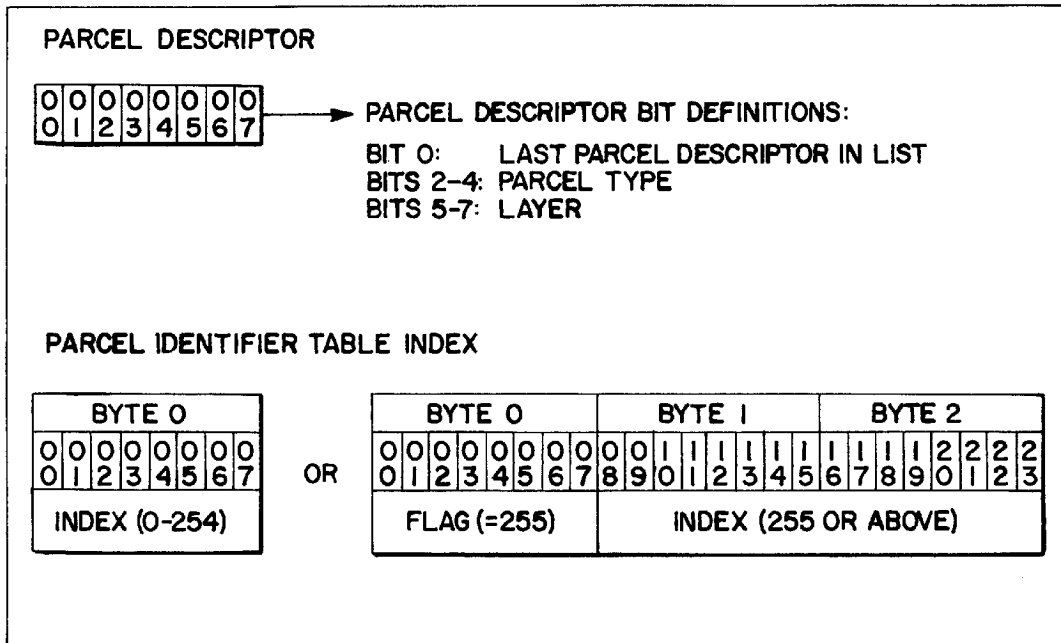 PARCEL DESCRIPTOR
0 0 0 0 0 0 0 0
0 1 2 3 4 5 6 7
PARCEL DESCRIPTOR BIT DEFINITIONS:
BIT 0: LAST PARCEL DESCRIPTOR IN LIST
BITS 2-4: PARCEL TYPE
BITS 5-7: LAYER
PARCEL IDENTIFIER TABLE INDEX
BYTE 0
0 0 0 0 0 0 0 0
0 1 2 3 4 5 6 7
INDEX (0-254)
OR
BYTE 0 BYTE 1 BYTE 2
0 0 0 0 0 0 0 0 0 0 1 1 1 1 1 1 1 1 1 1 2 2 2 2
0 1 2 3 4 5 6 7 8 9 0 1 2 3 4 5 6 7 8 9 0 1 2 3
FLAG (=255) INDEX (255 OR ABOVE)